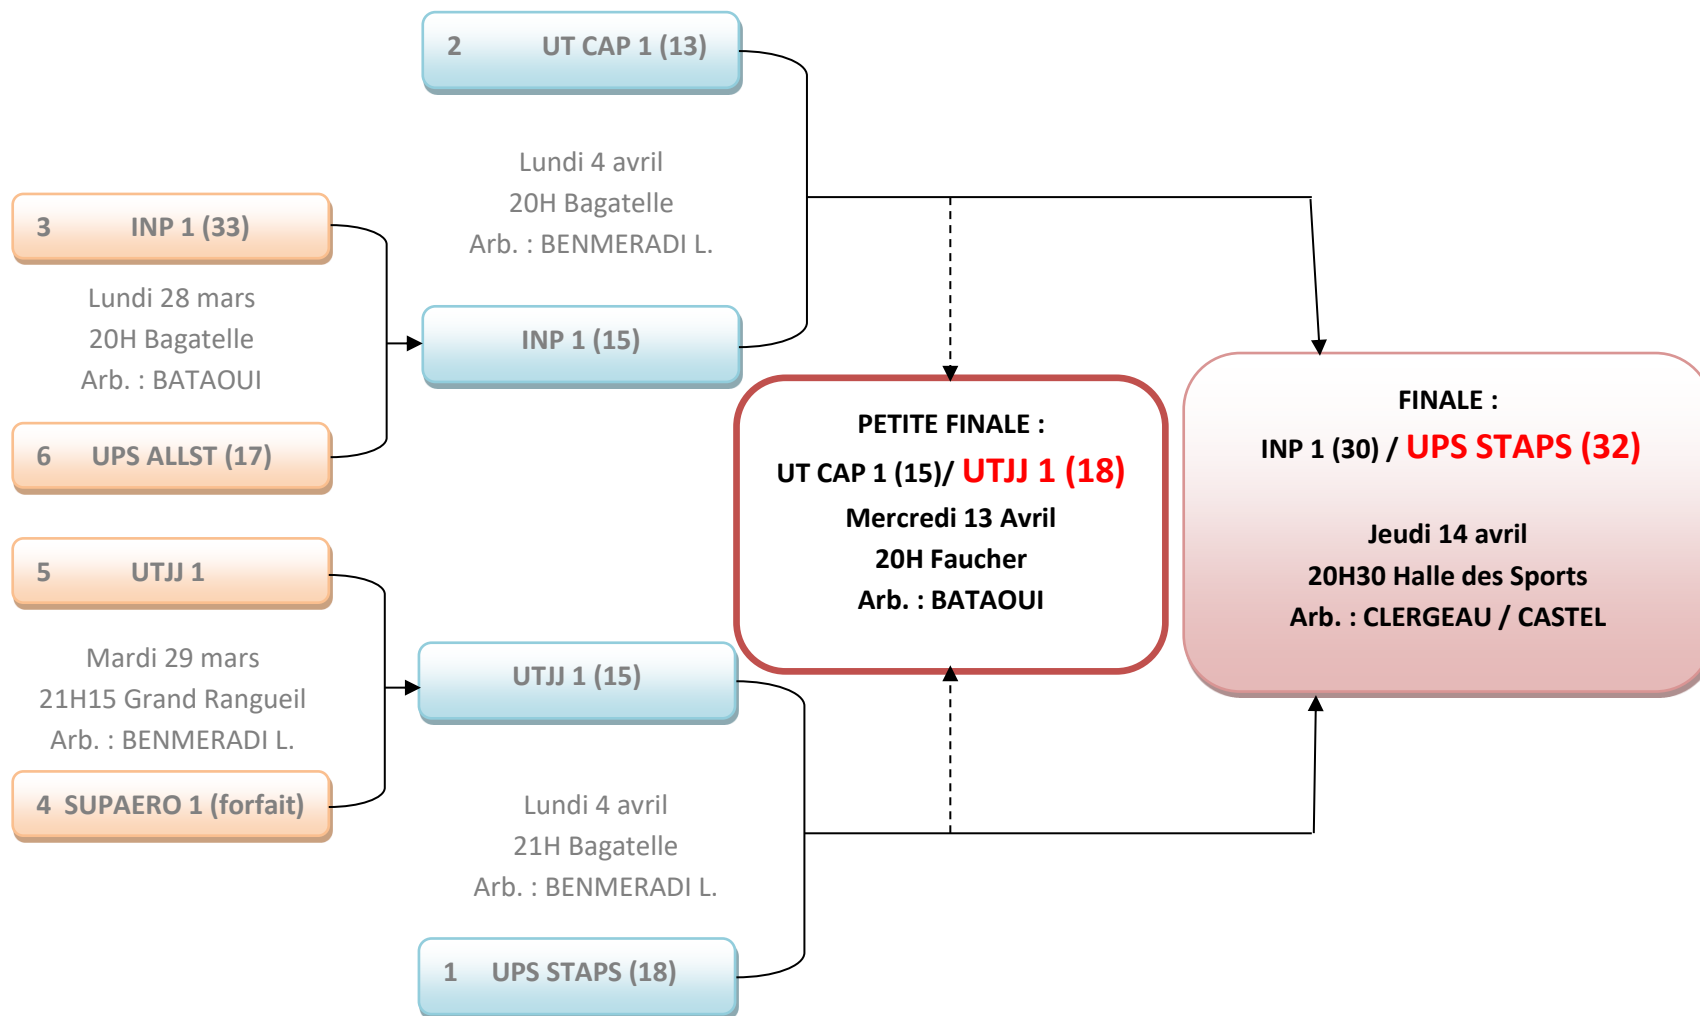 2 UT CAP 1 (13)
Lundi 4 avril
20H Bagatelle
Arb. : BENMERADI L.
3 INP 1 (33)
Lundi 28 mars
20H Bagatelle
Arb. : BATAOUI
INP 1 (15)
6 UPS ALLST (17)
PETITE FINALE :
UT CAP 1 (15)/ UTJJ 1 (18)
Mercredi 13 Avril
20H Faucher
Arb. : BATAOUI
FINALE :
INP 1 (30) / UPS STAPS (32)
Jeudi 14 avril
20H30 Halle des Sports
Arb. : CLERGEAU / CASTEL
5 UTJJ 1
Mardi 29 mars
21H15 Grand Rangueil
Arb. : BENMERADI L.
UTJJ 1 (15)
4 SUPAERO 1 (forfait)
Lundi 4 avril
21H Bagatelle
Arb. : BENMERADI L.
1 UPS STAPS (18)